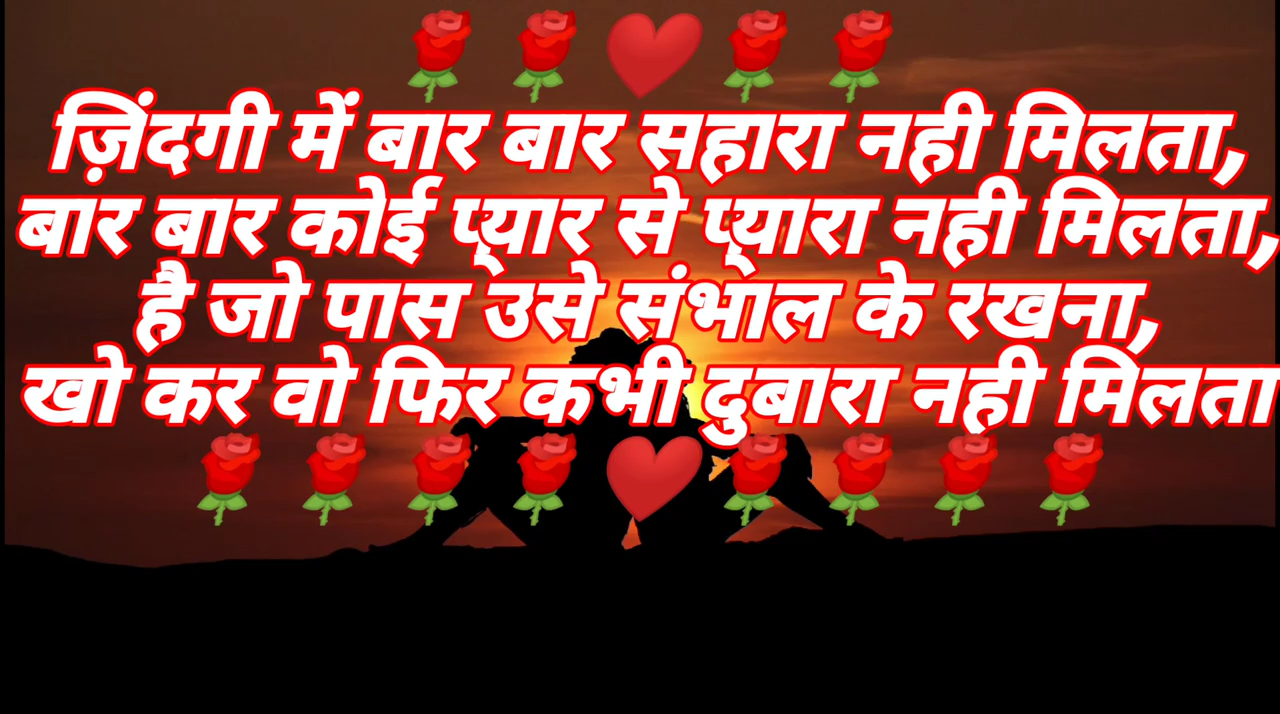 ज़िंदगी में बार बार सहारा नही मिलता,
बार बार कोई प्यार से प्यारा नही मिलता,
है जो पास उसे संभाल के रखना,
खो कर वो फिर कभी दुबारा नही मिलता